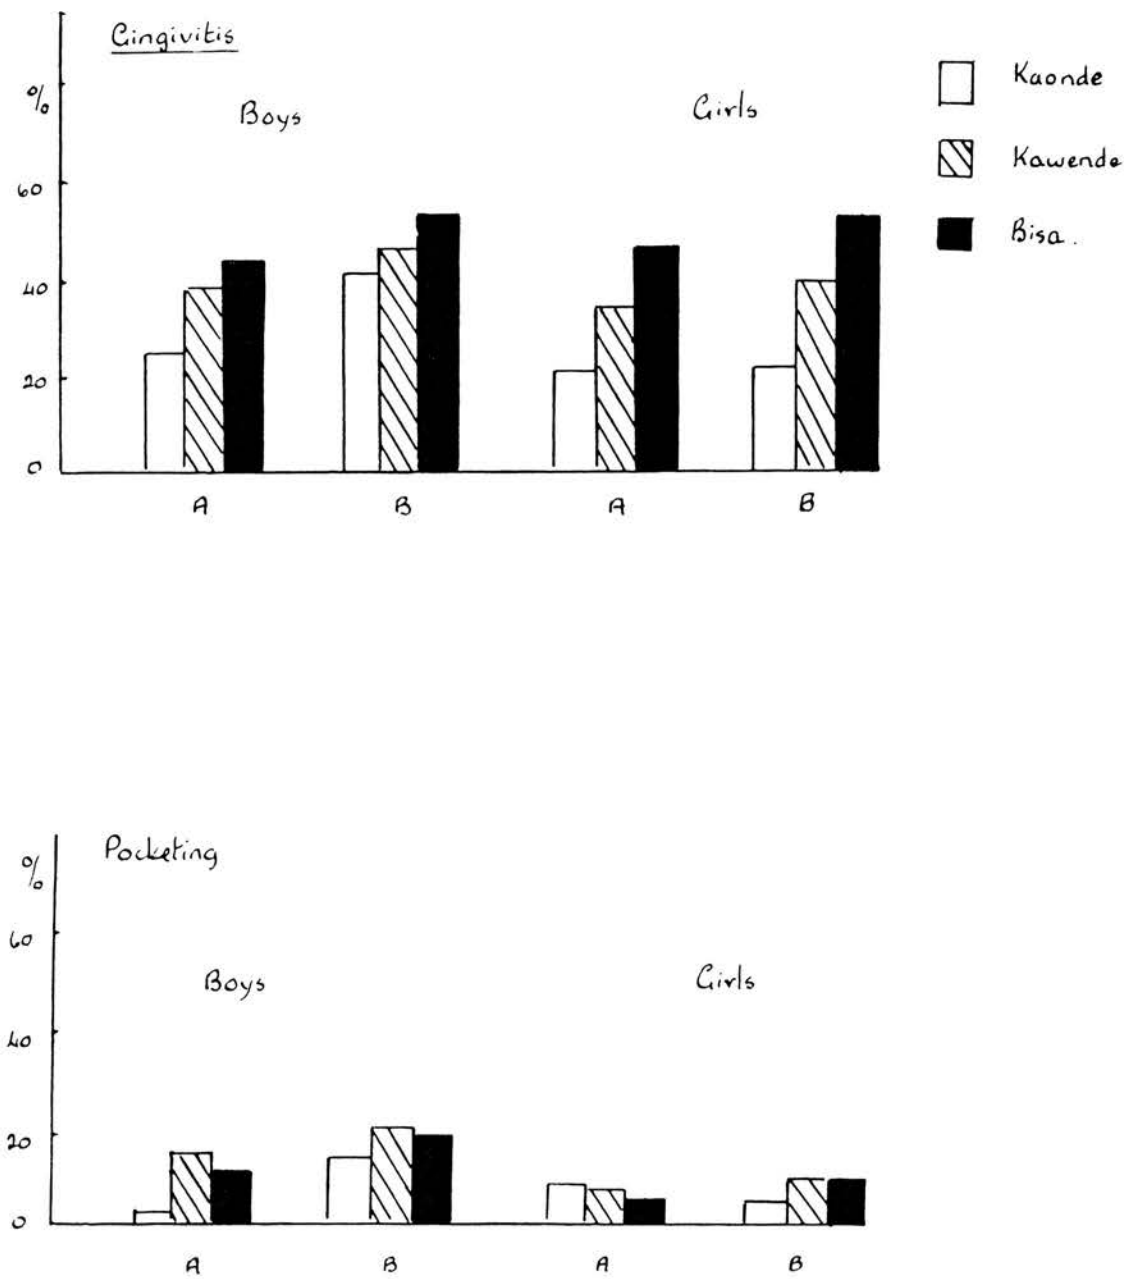 Gingivitis
%
Boys
Girls
60
40
20
0
A
B
A
B
Kaonde
Kawende
Bisa.
Pocketing
%
Boys
Girls
60
40
20
0
A
B
A
B